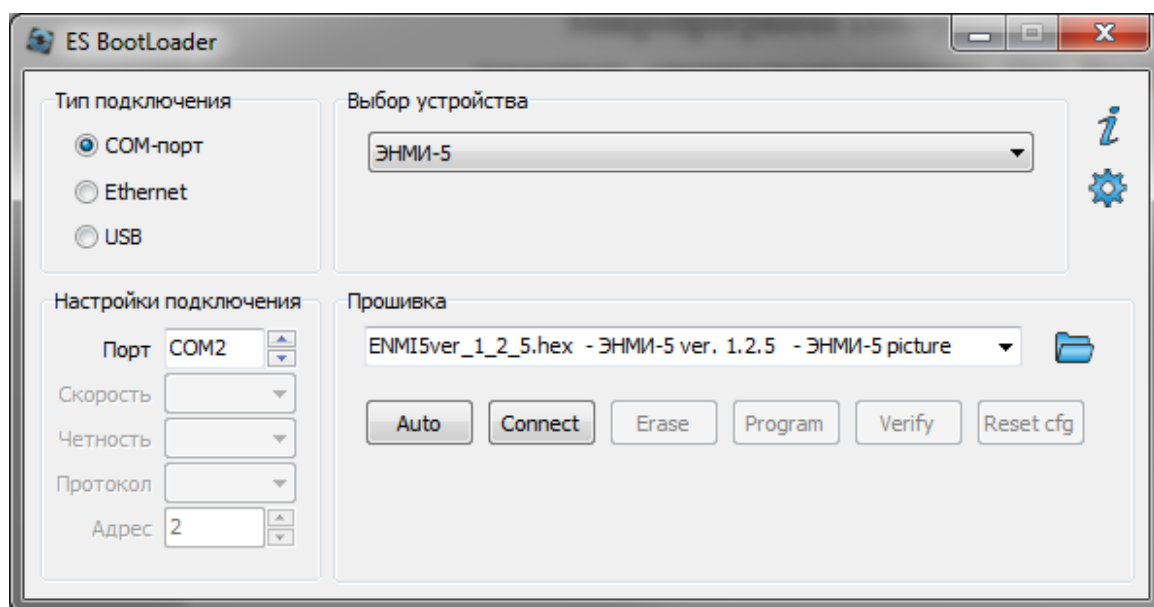 ES BootLoader
Тип подключения
COM-порт
Ethernet
USB
Выбор устройства
ЭНМИ-5
Настройки подключения
Порт COM2
Скорость
Четность
Протокол
Адрес 2
Прошивка
ENMI5ver_1_2_5.hex - ЭНМИ-5 ver. 1.2.5 - ЭНМИ-5 picture
Auto Connect Erase Program Verify Reset cfg